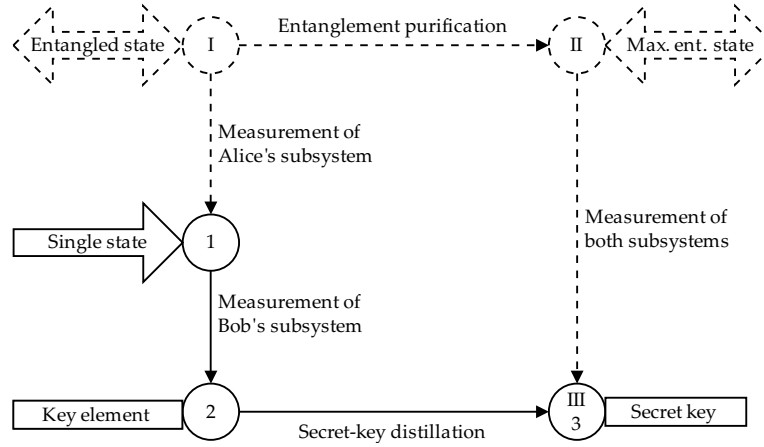 Entanglement purification
Entangled state
I
II
Max. ent. state
Measurement of
Alice's subsystem
Measurement of
both subsystems
Single state
1
Measurement of
Bob's subsystem
Key element
2
III
3
Secret key
Secret-key distillation